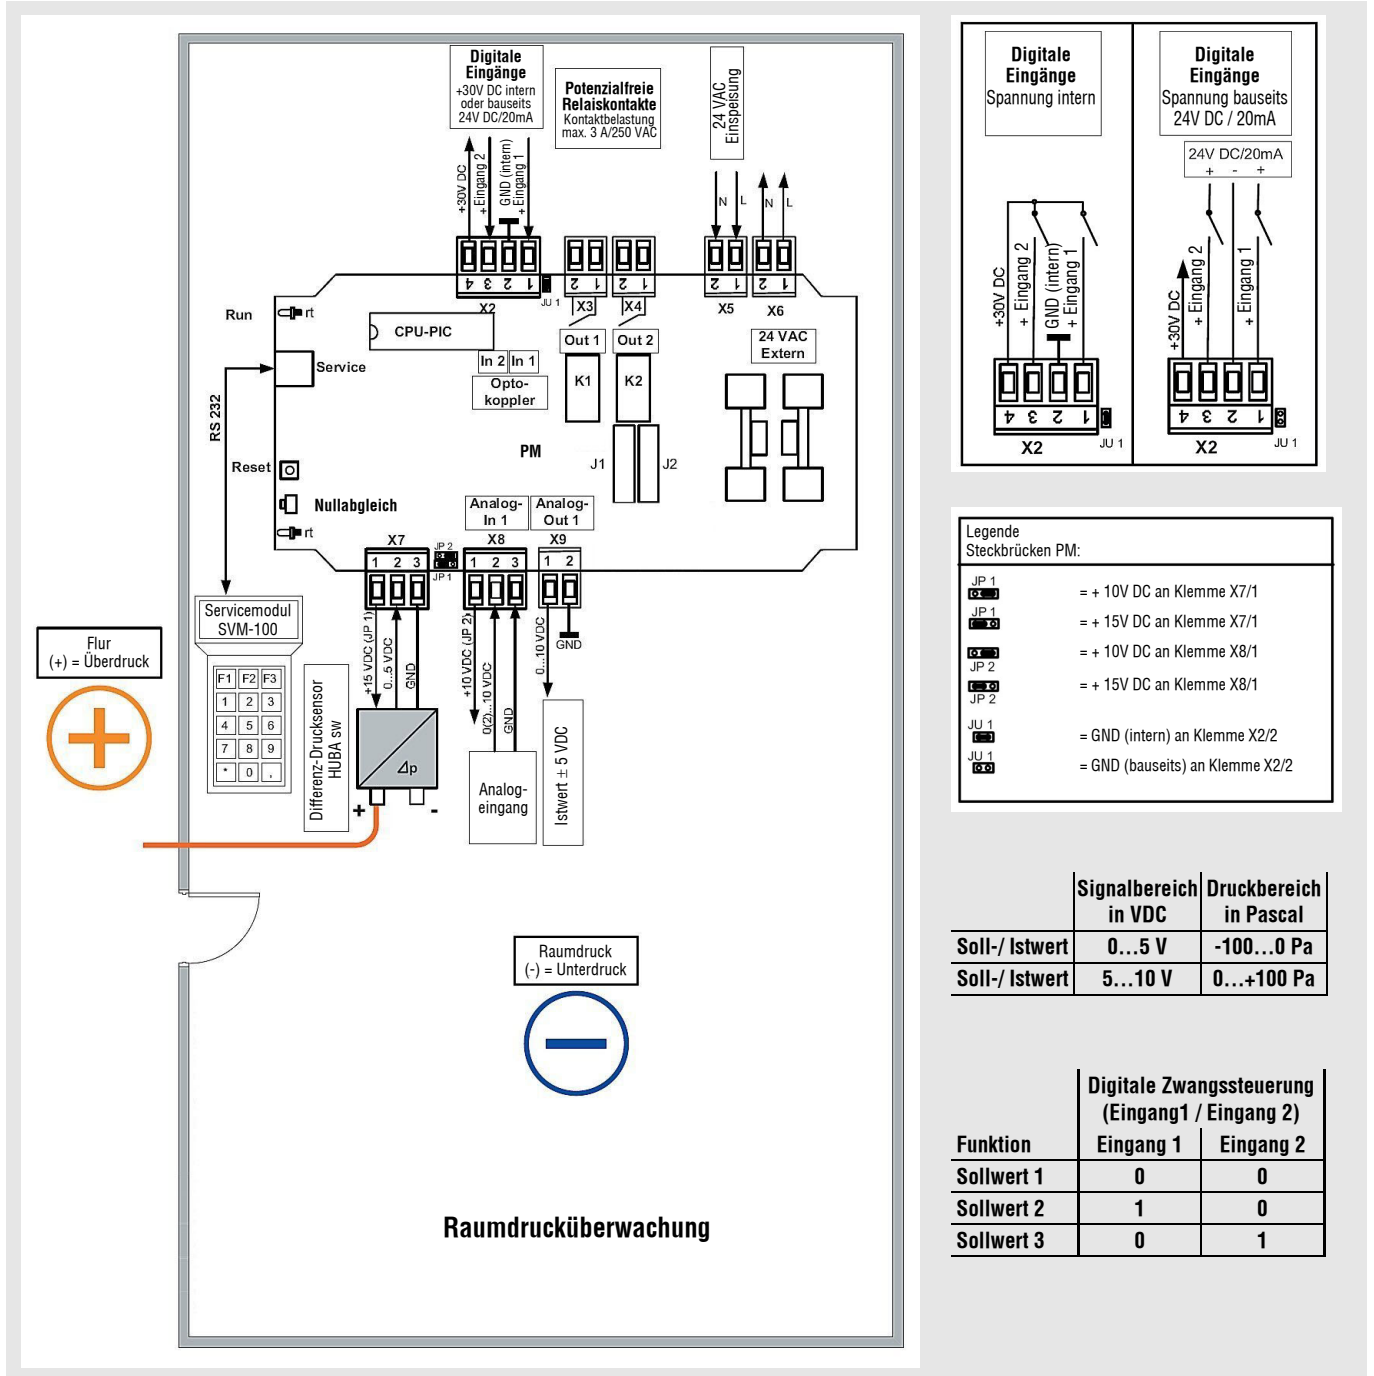 Digitale
Eingänge
+30V DC intern
oder bauseits
24V DC/20mA
Potenzialfreie
Relaiskontakte
Kontaktbelastung
max. 3 A/250 VAC
24 VAC
Einspeisung
+30V DC
+ Eingang 2
GND (intern)
+ Eingang 1
N
L
N
L
4 3 2 1
JU 1
2 1
2 1
2 1
2 1
X2
X3
X4
X5
X6
Run
rt
CPU-PIC
Out 1
Out 2
24 VAC
Extern
In 2
In 1
Opto-
koppler
K1
K2
Service
RS 232
PM
J1
J2
Reset
Nullabgleich
rt
Analog-
In 1
Analog-
Out 1
X7
JP 2
JP 1
X8
X9
1 2 3
1 2 3
1 2
+15 VDC (JP 1)
0...5 VDC
GND
+10 VDC (JP 2)
0(2)...10 VDC
GND
0...10 VDC
GND
Servicemodul
SVM-100
F1 F2 F3
1 2 3
4 5 6
7 8 9
* 0 ,
Flur
(+) = Überdruck
Differenz-Drucksensor
HUBA sw
Δp
+
-
Analog-
eingang
Istwert ± 5 VDC
Raumdruck
(-) = Unterdruck
Raumdrucküberwachung
Digitale
Eingänge
Spannung intern
+30V DC
+ Eingang 2
GND (intern)
+ Eingang 1
4 3 2 1
X2
JU 1
Digitale
Eingänge
Spannung bauseits
24V DC / 20mA
24V DC/20mA
+ - +
+30V DC
+ Eingang 2
+ Eingang 1
4 3 2 1
X2
JU 1
Legende
Steckbrücken PM:
JP 1
= + 10V DC an Klemme X7/1
JP 1
= + 15V DC an Klemme X7/1
= + 10V DC an Klemme X8/1
JP 2
= + 15V DC an Klemme X8/1
JP 2
JU 1
= GND (intern) an Klemme X2/2
JU 1
= GND (bauseits) an Klemme X2/2
Signalbereich Druckbereich
in VDC in Pascal
Soll-/ Istwert 0...5 V -100...0 Pa
Soll-/ Istwert 5...10 V 0...+100 Pa
Digitale Zwangssteuerung
(Eingang1 / Eingang 2)
Funktion Eingang 1 Eingang 2
Sollwert 1 0 0
Sollwert 2 1 0
Sollwert 3 0 1